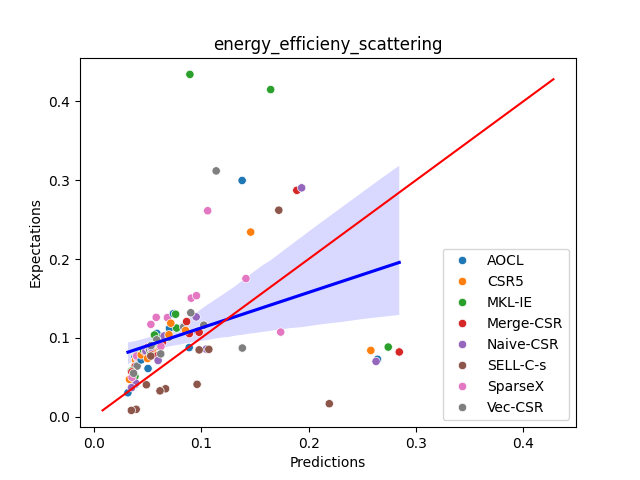 energy_efficieny_scattering
Expectations
0.4
0.3
0.2
0.1
0.0
AOCL
CSR5
MKL-IE
Merge-CSR
Naive-CSR
SELL-C-s
SparseX
Vec-CSR
0.0 0.1 0.2 0.3 0.4
Predictions